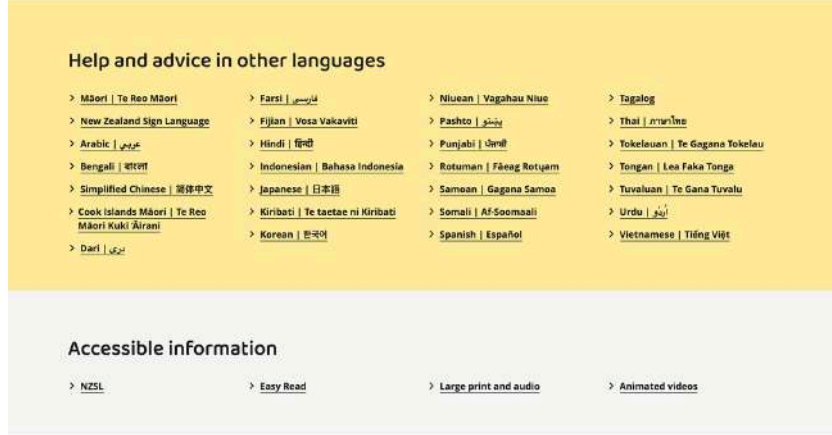 Help and advice in other languages
Māori | Te Reo Māori
New Zealand Sign Language
Arabic | عربي
Bengali | বাংলা
Simplified Chinese | 简体中文
Cook Islands Māori | Te Reo
Māori Kuki ʻĀirani
Dari | دری
Farsi | فارسی
Fijian | Vosa Vakaviti
Hindi | हिन्दी
Indonesian | Bahasa Indonesia
Japanese | 日本語
Kiribati | Te taetae ni Kiribati
Korean | 한국어
Niuean | Vagahau Niue
Pashto | پښتو
Punjabi | ਪੰਜਾਬੀ
Rotuman | Fäeag Rotụam
Samoan | Gagana Samoa
Somali | Af-Soomaali
Spanish | Español
Tagalog
Thai | ภาษาไทย
Tokelauan | Te Gagana Tokelau
Tongan | Lea Faka Tonga
Tuvaluan | Te Gana Tuvalu
Urdu | اُردُو
Vietnamese | Tiếng Việt
Accessible information
NZSL
Easy Read
Large print and audio
Animated videos